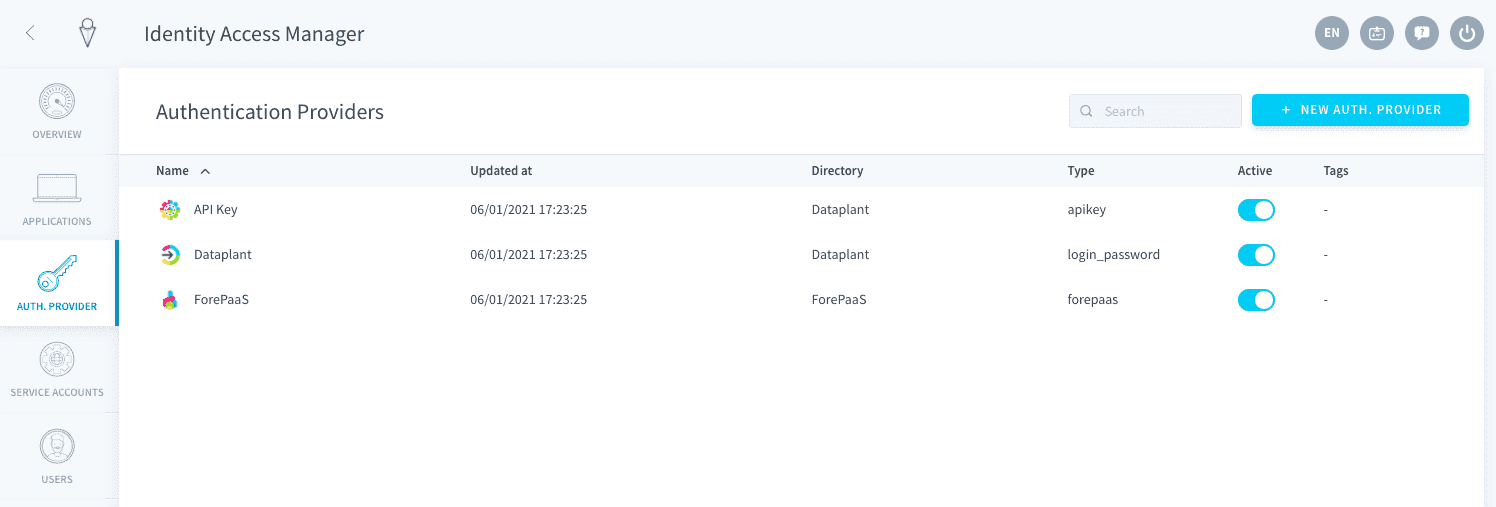 Identity Access Manager
EN
OVERVIEW
APPLICATIONS
AUTH. PROVIDER
SERVICE ACCOUNTS
USERS
Authentication Providers
Search
+ NEW AUTH. PROVIDER
Name Updated at Directory Type Active Tags
API Key 06/01/2021 17:23:25 Dataplant apikey -
Dataplant 06/01/2021 17:23:25 Dataplant login_password -
ForePaaS 06/01/2021 17:23:25 ForePaaS forepaas -